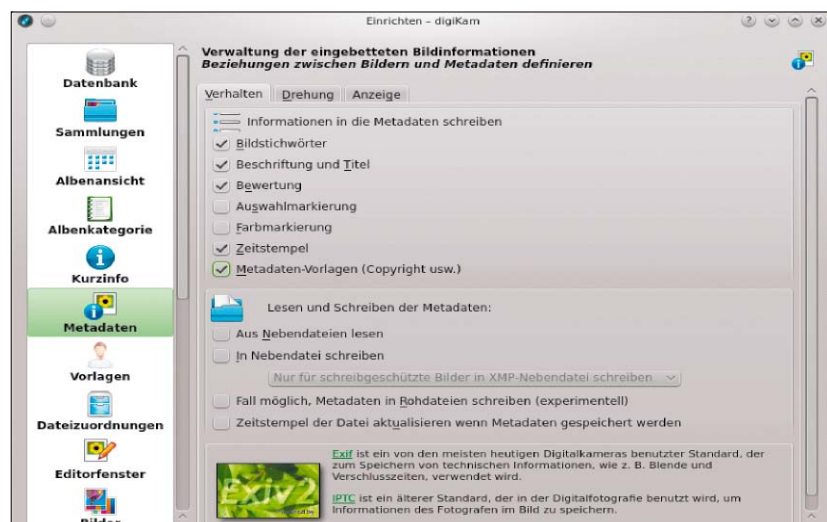 Einrichten – digiKam
Datenbank
Sammlungen
Albenansicht
Albenkategorie
Kurzinfo
Metadaten
Vorlagen
Dateizuordnungen
Editorfenster
Bilder
Verwaltung der eingebetteten Bildinformationen
Beziehungen zwischen Bildern und Metadaten definieren
Verhalten Drehung Anzeige
Informationen in die Metadaten schreiben
Bildstichwörter
Beschriftung und Titel
Bewertung
Auswahlmarkierung
Farbmarkierung
Zeitstempel
Metadaten-Vorlagen (Copyright usw.)
Lesen und Schreiben der Metadaten:
Aus Nebendateien lesen
In Nebendatei schreiben
Nur für schreibgeschützte Bilder in XMP-Nebendatei schreiben
Fall möglich, Metadaten in Rohdateien schreiben (experimentell)
Zeitstempel der Datei aktualisieren wenn Metadaten gespeichert werden
Exiv2
Exif ist ein von den meisten heutigen Digitalkameras benutzter Standard, der
zum Speichern von technischen Informationen, wie z. B. Blende und
Verschlusszeiten, verwendet wird.
IPTC ist ein älterer Standard, der in der Digitalfotografie benutzt wird, um
Informationen des Fotografen im Bild zu speichern.